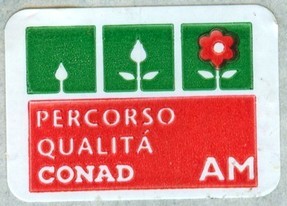 PERCORSO
QUALITÁ
CONAD AM